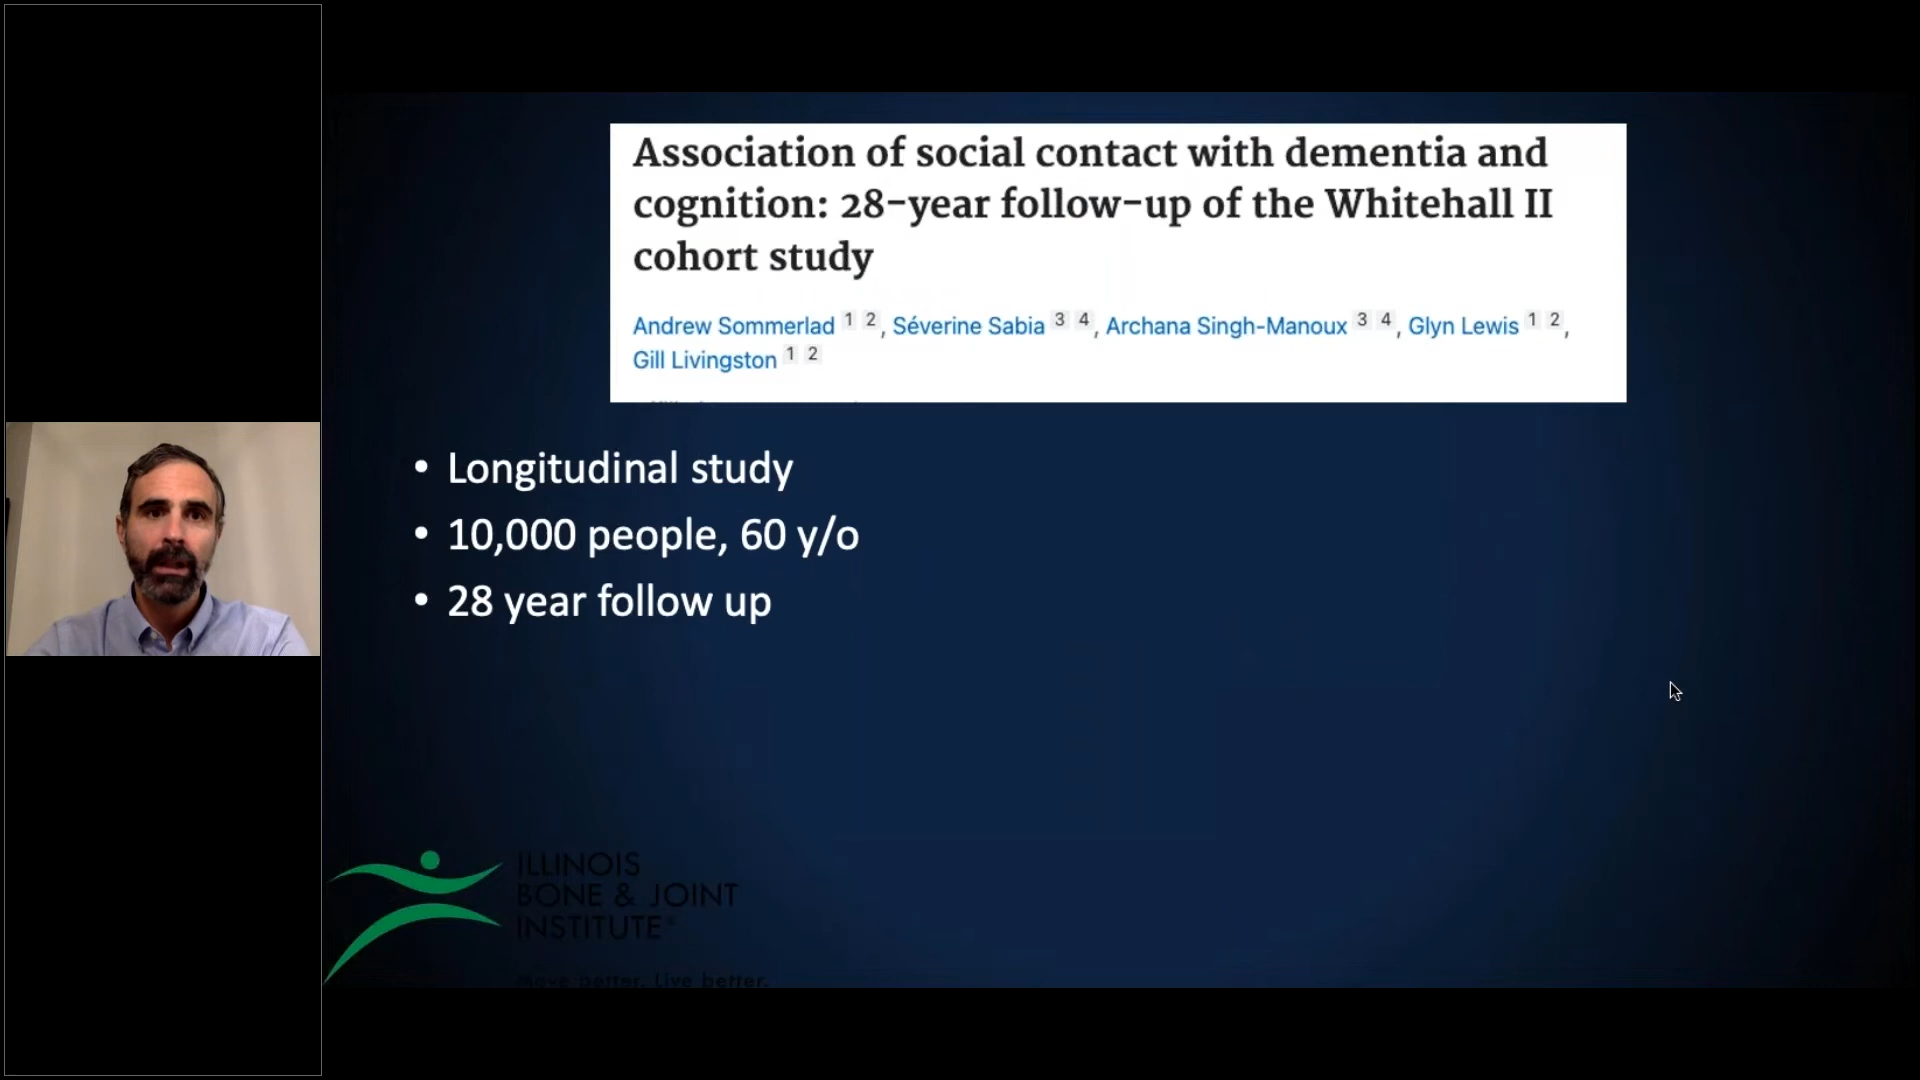 Association of social contact with dementia and
cognition: 28-year follow-up of the Whitehall II
cohort study
Andrew Sommerlad 1 2, Séverine Sabia 3 4, Archana Singh-Manoux 3 4, Glyn Lewis 1 2,
Gill Livingston 1 2
• Longitudinal study
• 10,000 people, 60 y/o
• 28 year follow up
ILLINOIS
BONE & JOINT
INSTITUTE®
Move better. Live better.